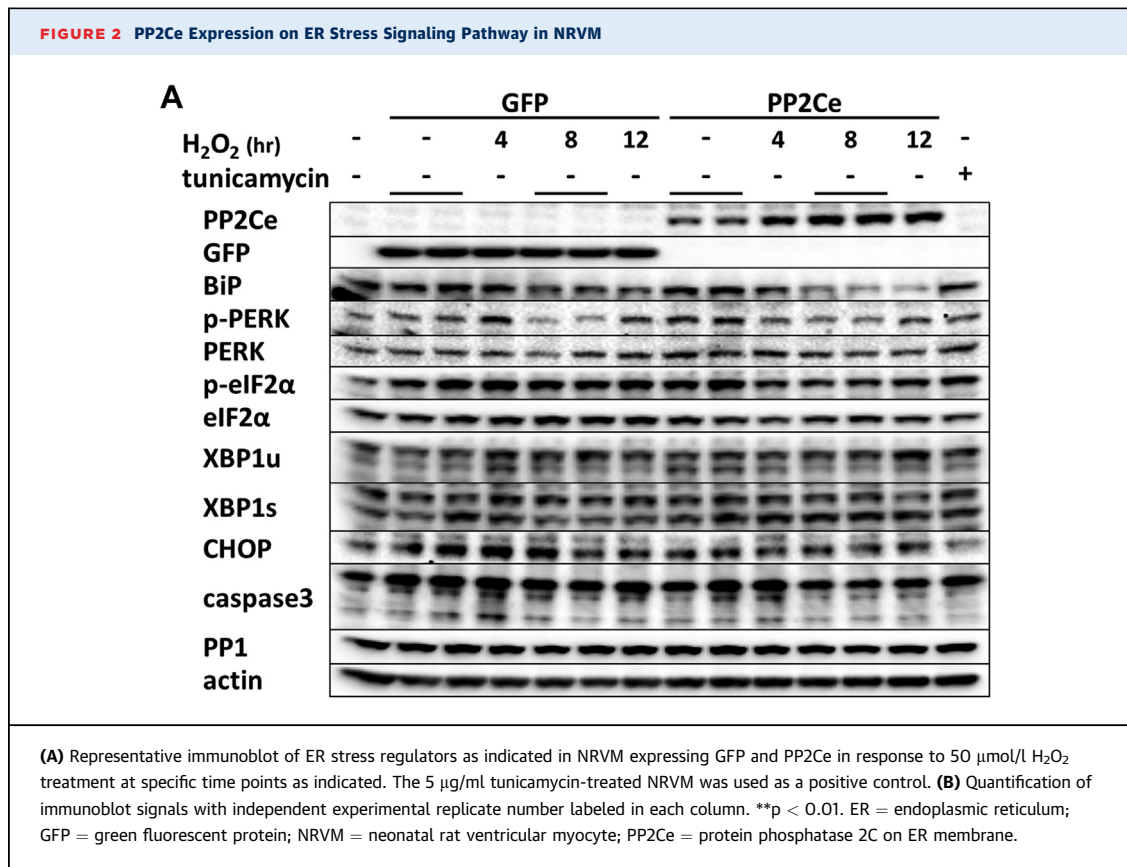 FIGURE 2 PP2Ce Expression on ER Stress Signaling Pathway in NRVM
A
GFP PP2Ce
H₂O₂ (hr) - - 4 8 12 - 4 8 12 -
tunicamycin - - - - - - - - - +
PP2Ce
GFP
BiP
p-PERK
PERK
p-eIF2α
eIF2α
XBP1u
XBP1s
CHOP
caspase3
PP1
actin
(A) Representative immunoblot of ER stress regulators as indicated in NRVM expressing GFP and PP2Ce in response to 50 μmol/l H₂O₂
treatment at specific time points as indicated. The 5 μg/ml tunicamycin-treated NRVM was used as a positive control. (B) Quantification of
immunoblot signals with independent experimental replicate number labeled in each column. **p < 0.01. ER = endoplasmic reticulum;
GFP = green fluorescent protein; NRVM = neonatal rat ventricular myocyte; PP2Ce = protein phosphatase 2C on ER membrane.